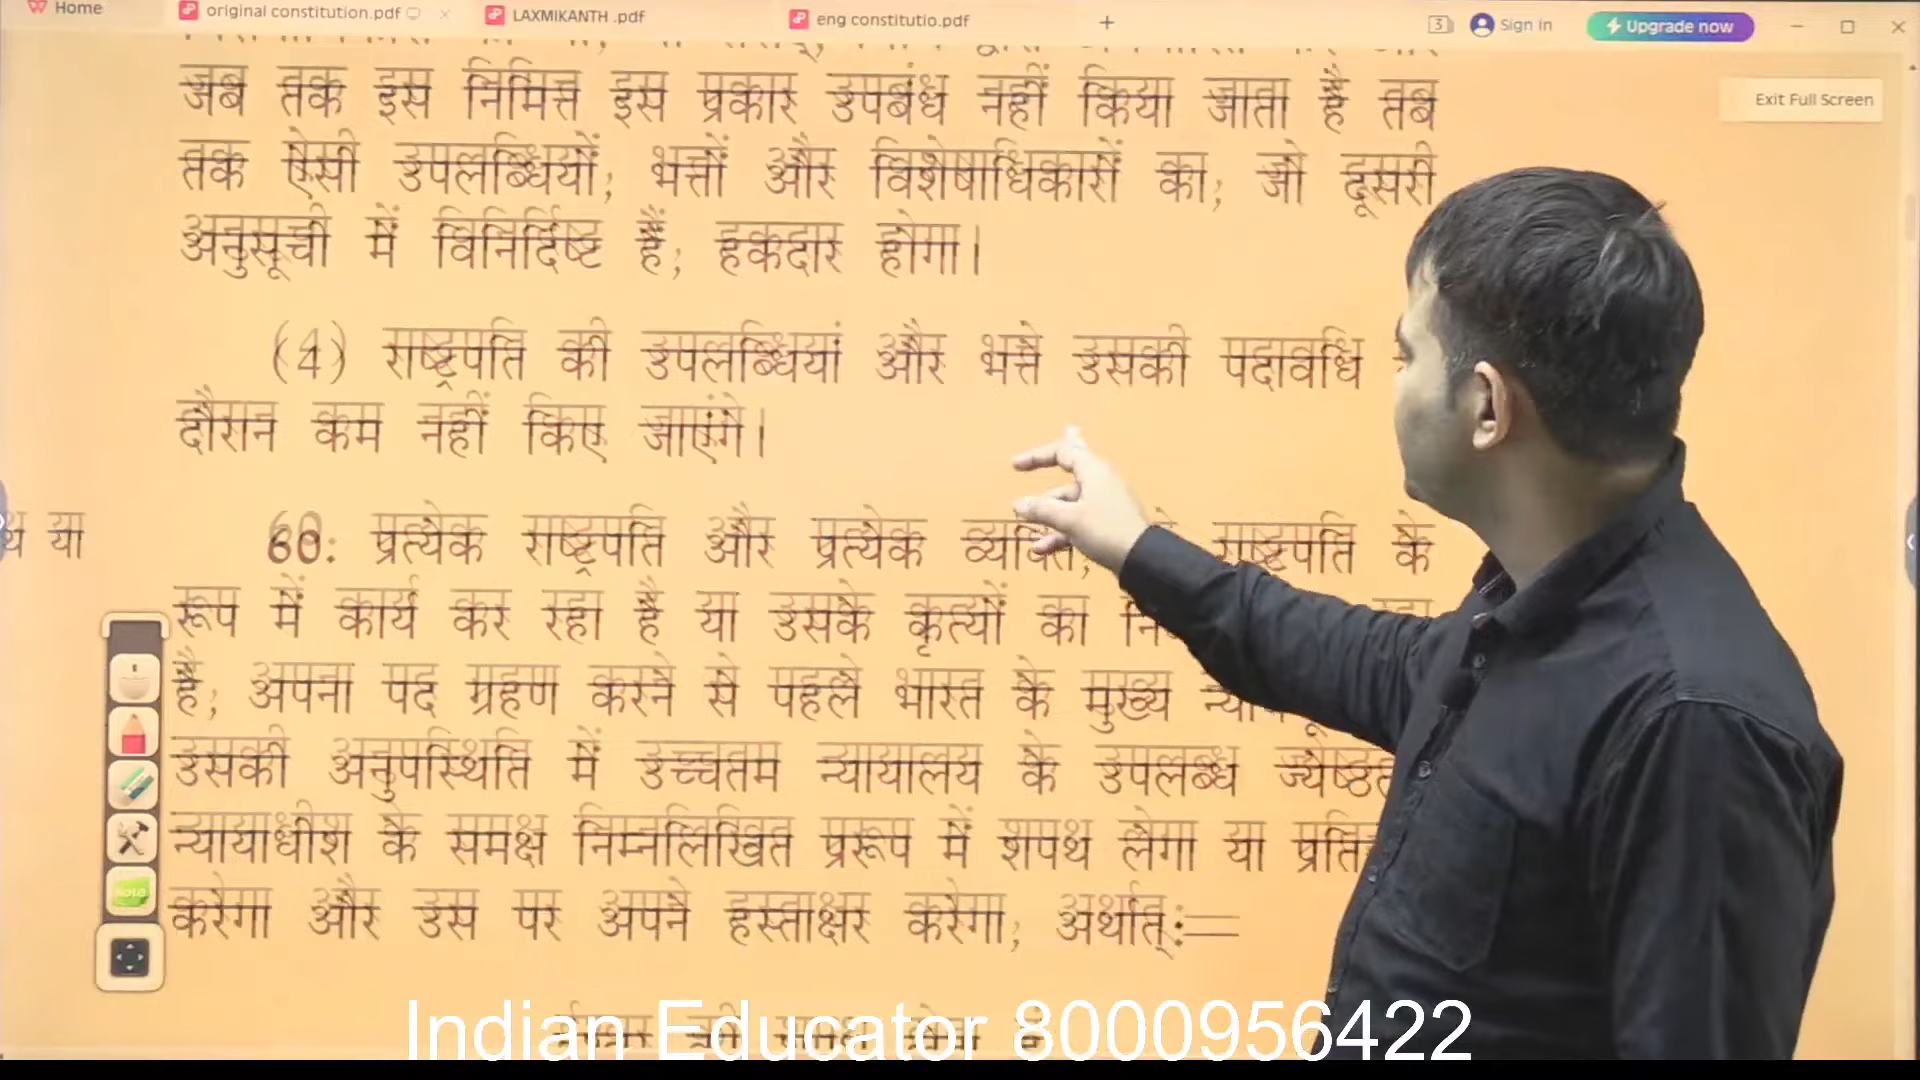 Home
original constitution.pdf
LAXMIKANTH .pdf
eng constitutio.pdf
+
3
Sign in
Upgrade now
Exit Full Screen
जब तक इस निमित्त इस प्रकार उपबंध नहीं किया जाता है तब
तक ऐसी उपलब्धियों, भत्तों और विशेषाधिकारों का, जो दूसरी
अनुसूची में विनिर्दिष्ट हैं, हकदार होगा।
(4) राष्ट्रपति की उपलब्धियां और भत्ते उसकी पदावधि
दौरान कम नहीं किए जाएंगे।
थ या
60. प्रत्येक राष्ट्रपति और प्रत्येक व्यक्ति, राष्ट्रपति के
रूप में कार्य कर रहा है या उसके कृत्यों का
है, अपना पद ग्रहण करने से पहले भारत के मुख्य
उसकी अनुपस्थिति में उच्चतम न्यायालय के उपलब्ध
न्यायाधीश के समक्ष निम्नलिखित प्ररूप में शपथ लेगा या
करेगा और उस पर अपने हस्ताक्षर करेगा, अर्थात्:—
note
Indian Educator 8000956422